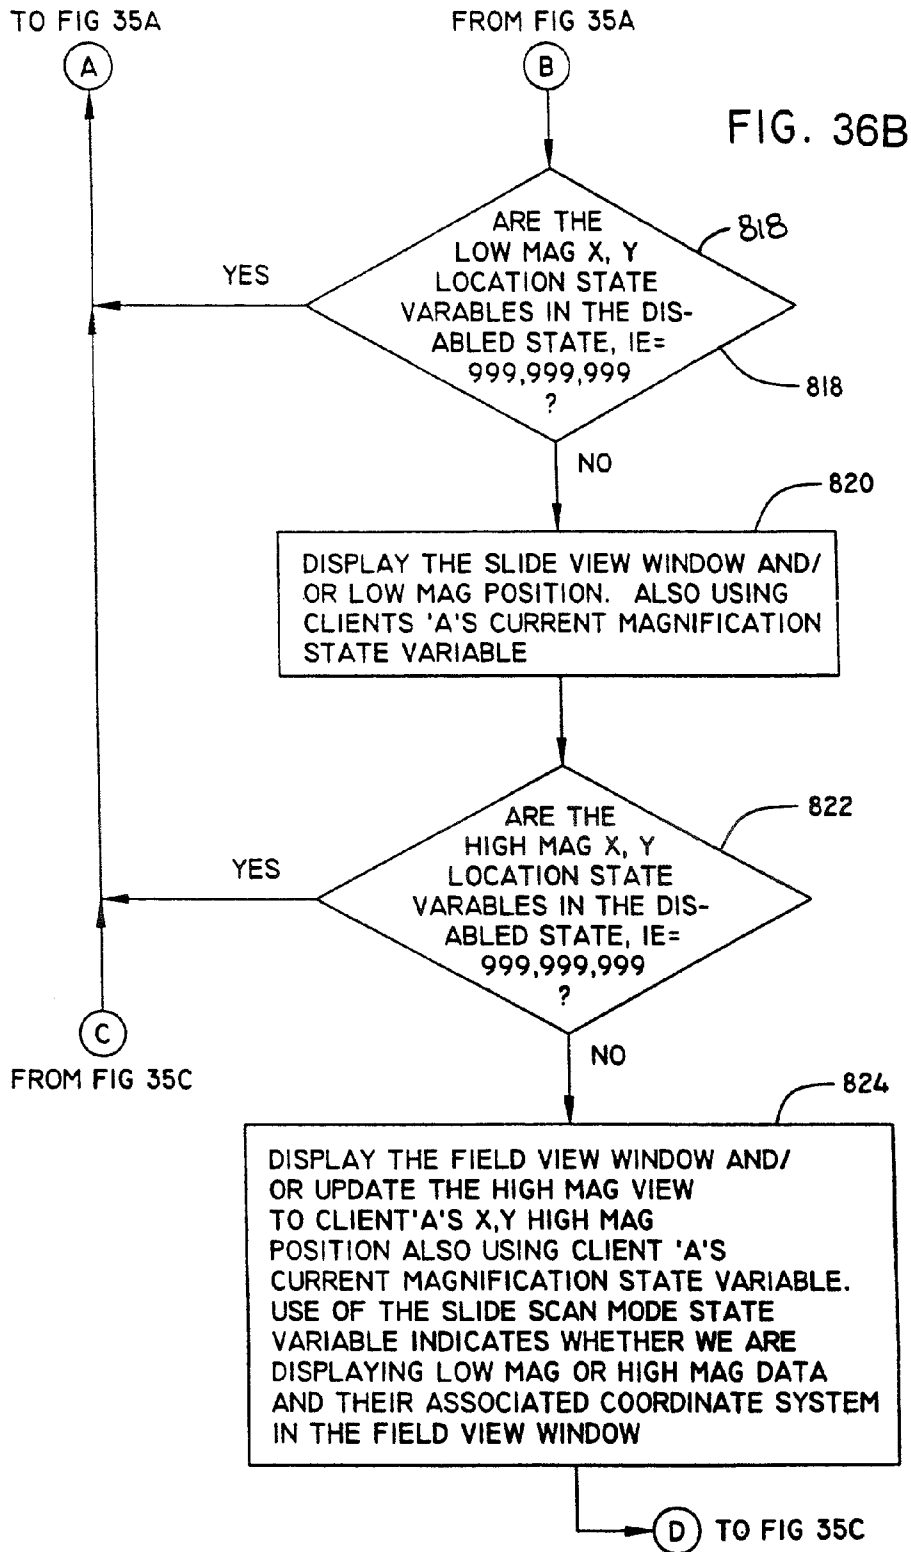 TO FIG 35A
A
FROM FIG 35A
B
FIG. 36B
ARE THE
LOW MAG X, Y
LOCATION STATE
VARABLES IN THE DIS-
ABLED STATE, IE=
999,999,999
?
818
818
YES
NO
820
DISPLAY THE SLIDE VIEW WINDOW AND/
OR LOW MAG POSITION. ALSO USING
CLIENTS 'A'S CURRENT MAGNIFICATION
STATE VARIABLE
ARE THE
HIGH MAG X, Y
LOCATION STATE
VARABLES IN THE DIS-
ABLED STATE, IE=
999,999,999
?
822
YES
C
FROM FIG 35C
NO
824
DISPLAY THE FIELD VIEW WINDOW AND/
OR UPDATE THE HIGH MAG VIEW
TO CLIENT'A'S X,Y HIGH MAG
POSITION ALSO USING CLIENT 'A'S
CURRENT MAGNIFICATION STATE VARIABLE.
USE OF THE SLIDE SCAN MODE STATE
VARIABLE INDICATES WHETHER WE ARE
DISPLAYING LOW MAG OR HIGH MAG DATA
AND THEIR ASSOCIATED COORDINATE SYSTEM
IN THE FIELD VIEW WINDOW
D TO FIG 35C